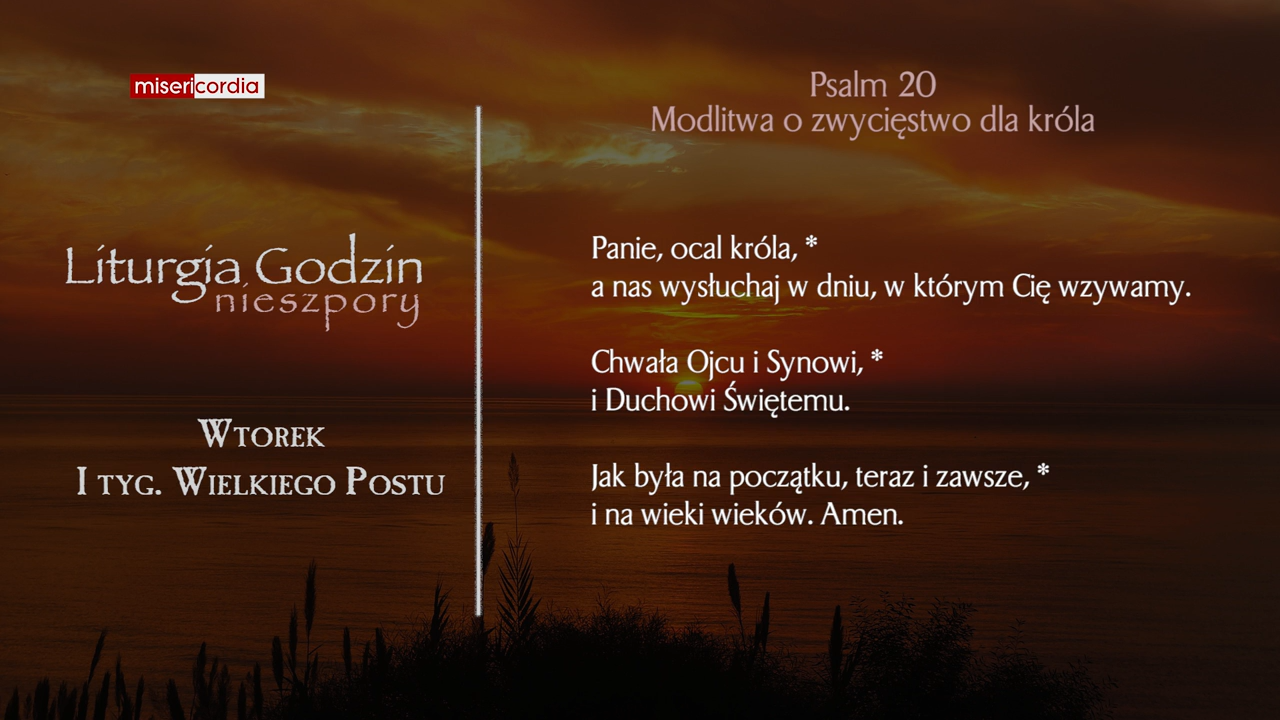 misericordia
Liturgia Godzin
nieszpory
Wtorek
I tyg. Wielkiego Postu
Psalm 20
Modlitwa o zwycięstwo dla króla
Panie, ocal króla, *
a nas wysłuchaj w dniu, w którym Cię wzywamy.
Chwała Ojcu i Synowi, *
i Duchowi Świętemu.
Jak była na początku, teraz i zawsze, *
i na wieki wieków. Amen.